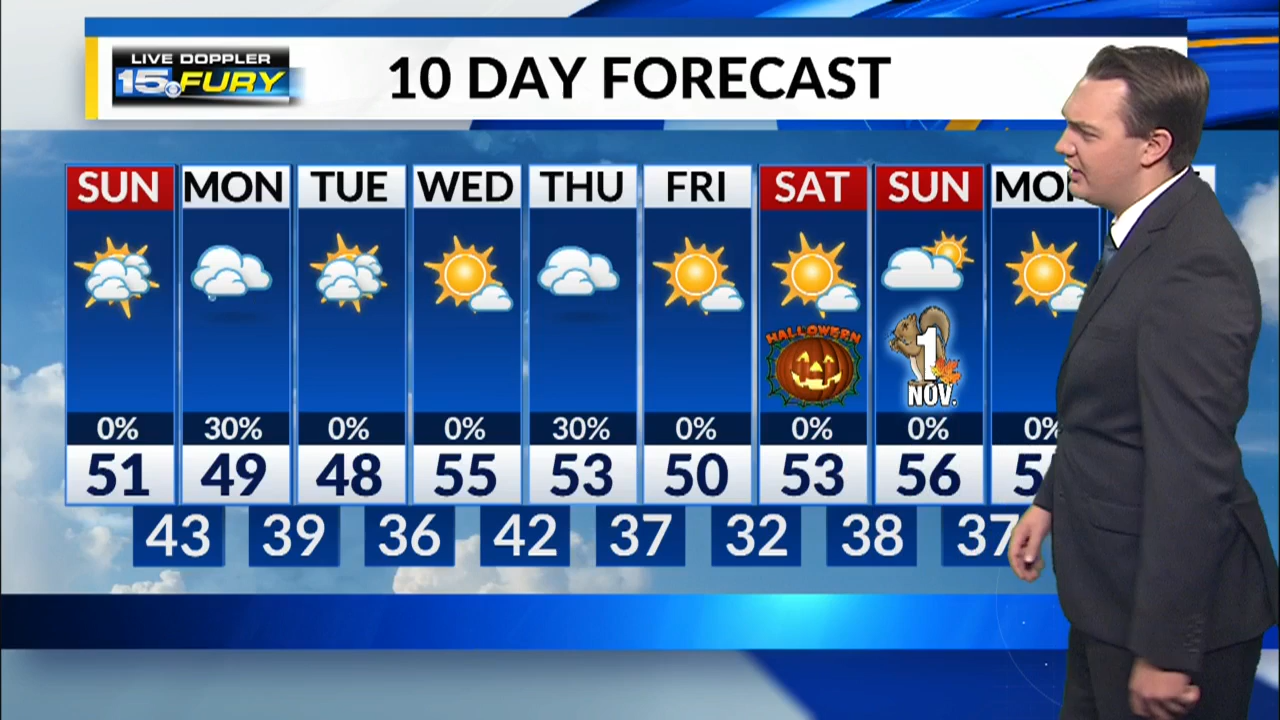 LIVE DOPPLER
15 FURY
10 DAY FORECAST
SUN MON TUE WED THU FRI SAT SUN
HALLOWEEN
1
NOV.
0% 30% 0% 0% 30% 0% 0% 0% 0%
51 49 48 55 53 50 53 56
43 39 36 42 37 32 38 37